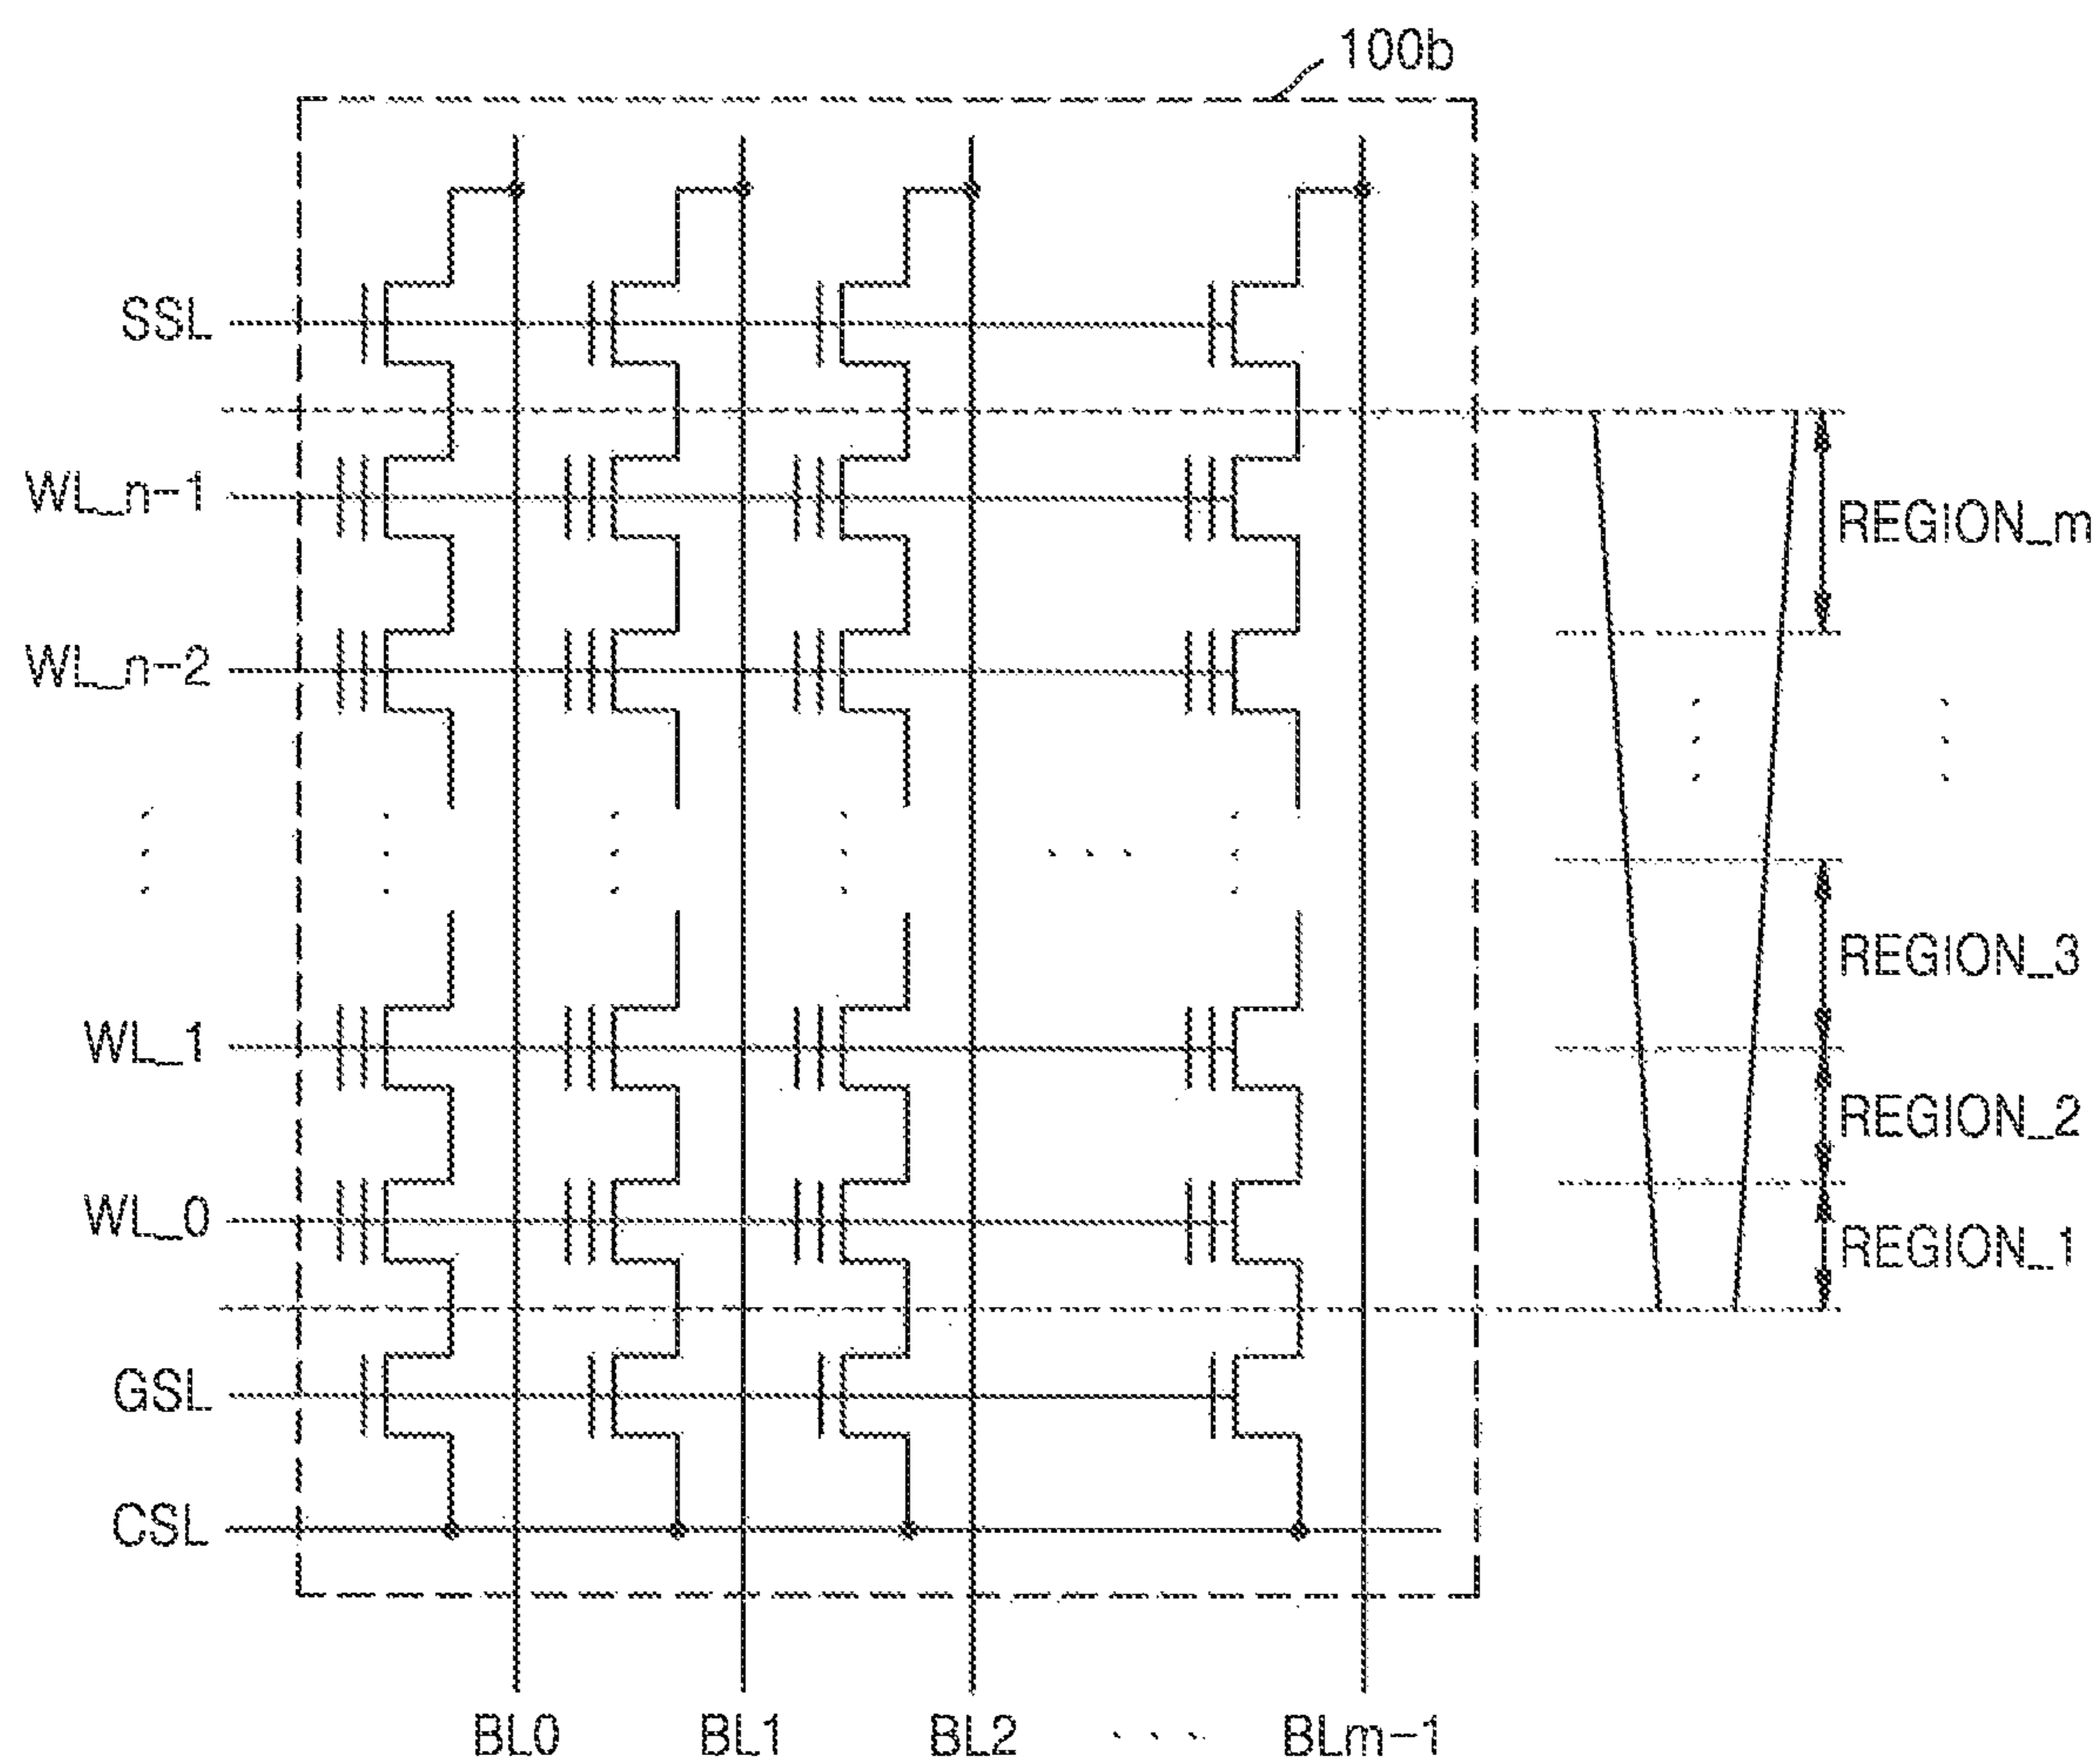 100b
SSL
WL_n-1
REGION_m
WL_n-2
REGION_3
WL_1
REGION_2
WL_0
REGION_1
GSL
CSL
BL0 BL1 BL2 ... BLm-1